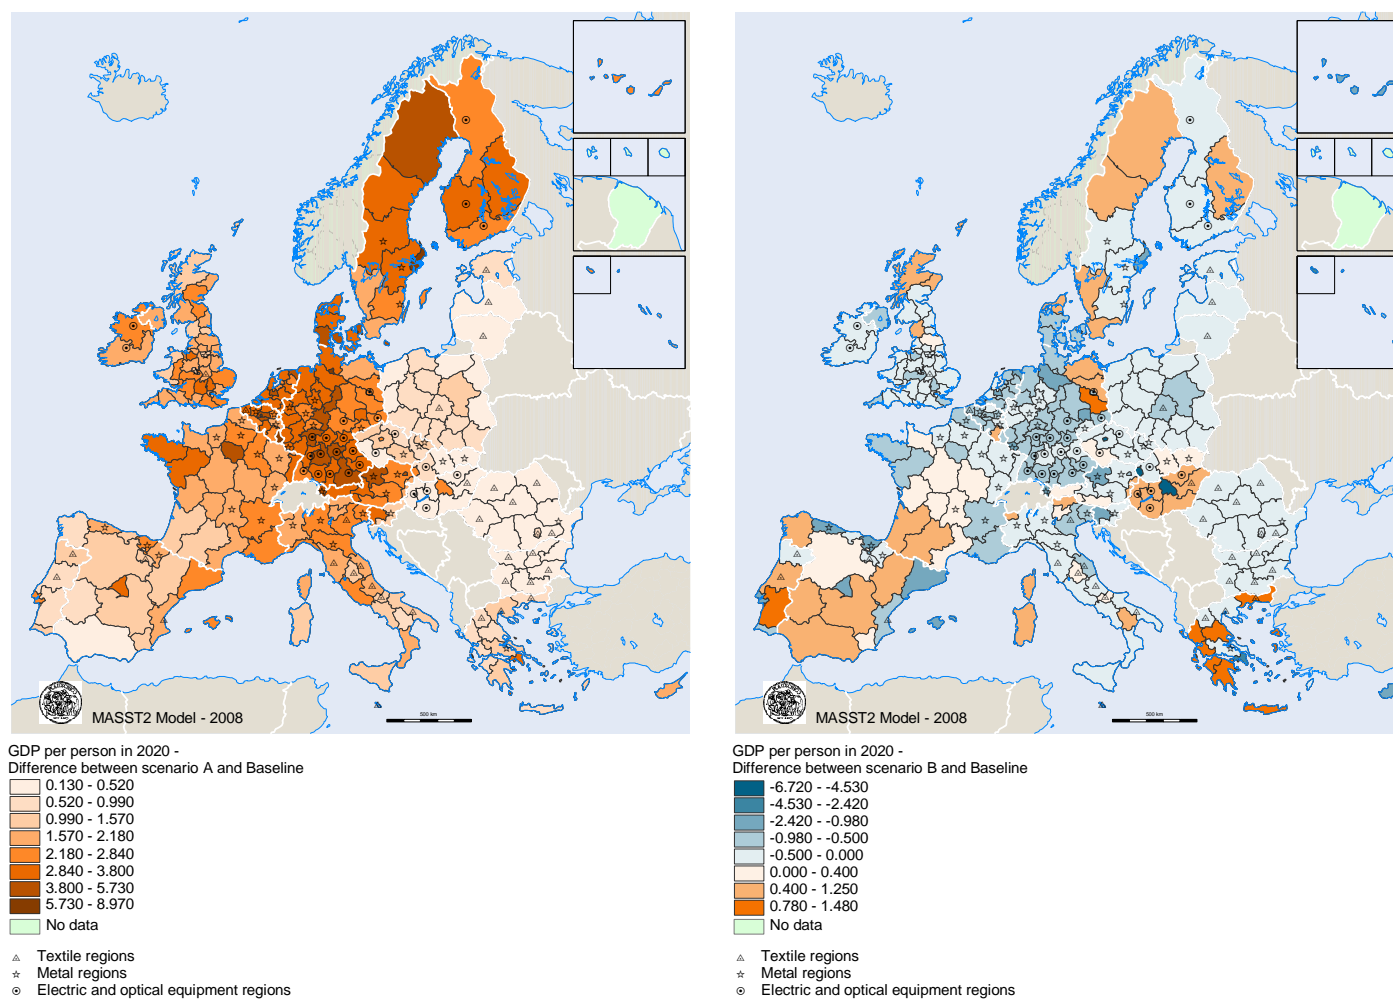 MASST2 Model - 2008
500 km
GDP per person in 2020 -
Difference between scenario A and Baseline
0.130 - 0.520
0.520 - 0.990
0.990 - 1.570
1.570 - 2.180
2.180 - 2.840
2.840 - 3.800
3.800 - 5.730
5.730 - 8.970
No data
Textile regions
Metal regions
Electric and optical equipment regions
MASST2 Model - 2008
500 km
GDP per person in 2020 -
Difference between scenario B and Baseline
-6.720 - -4.530
-4.530 - -2.420
-2.420 - -0.980
-0.980 - -0.500
-0.500 - 0.000
0.000 - 0.400
0.400 - 1.250
0.780 - 1.480
No data
Textile regions
Metal regions
Electric and optical equipment regions